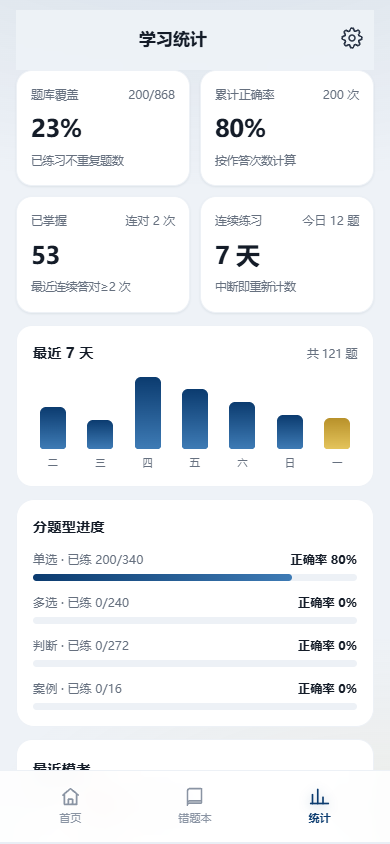 学习统计
题库覆盖 200/868
23%
已练习不重复题数
累计正确率 200 次
80%
按作答次数计算
已掌握 连对 2 次
53
最近连续答对≥2 次
连续练习 今日 12 题
7 天
中断即重新计数
最近 7 天 共 121 题
二 三 四 五 六 日 一
分题型进度
单选 · 已练 200/340 正确率 80%
多选 · 已练 0/240 正确率 0%
判断 · 已练 0/272 正确率 0%
案例 · 已练 0/16 正确率 0%
最近模考
首页 错题本 统计